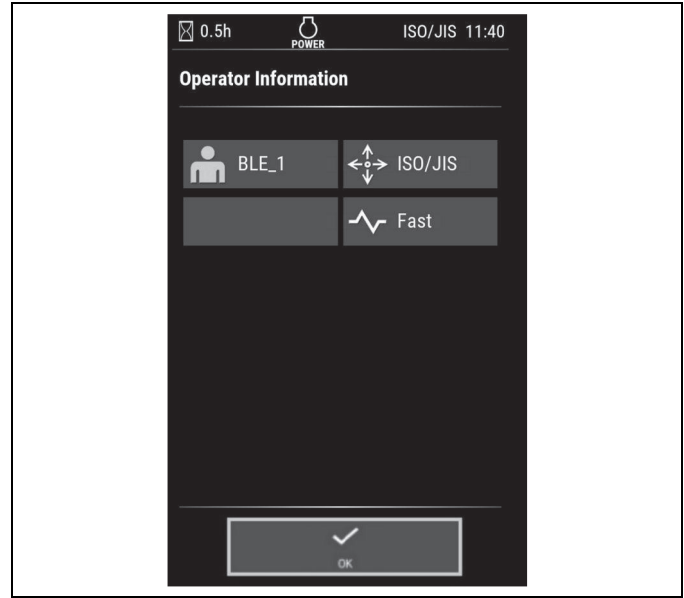 0.5h POWER ISO/JIS 11:40
Operator Information
BLE_1 ISO/JIS
Fast
OK